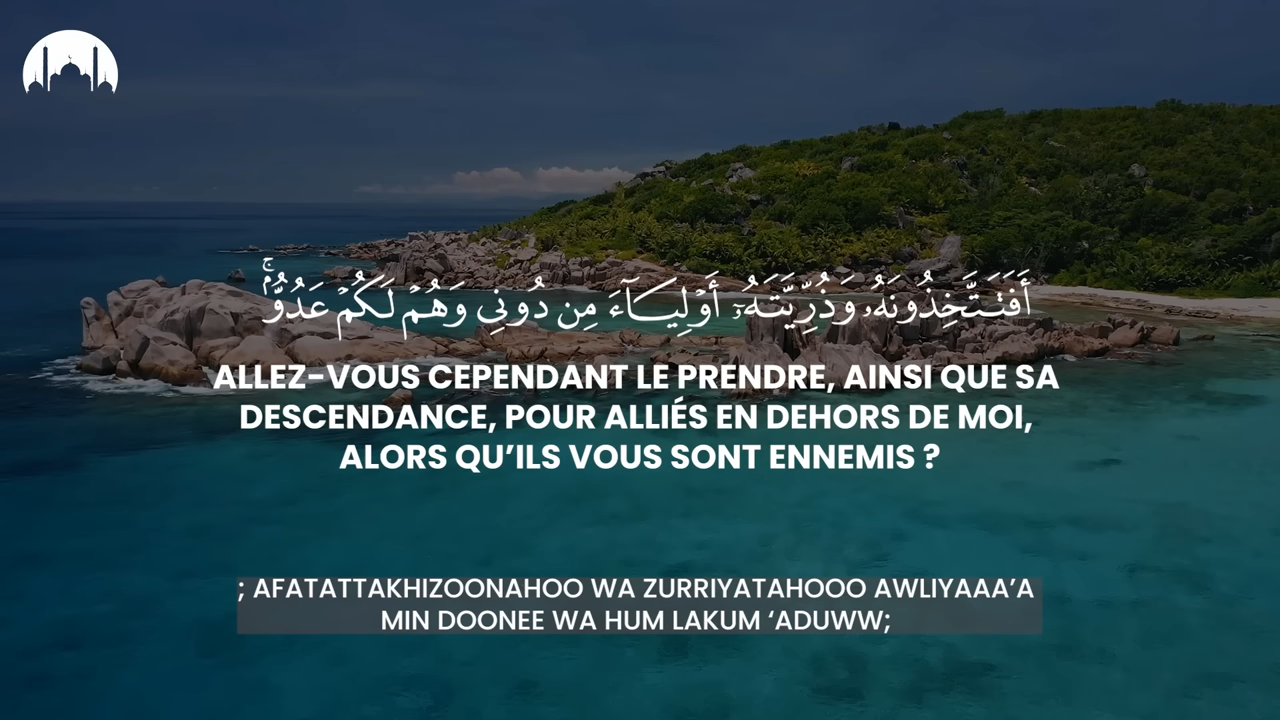 أَفَتَتَّخِذُونَهُۥ وَذُرِّيَّتَهُۥٓ أَوْلِيَآءَ مِن دُونِى وَهُمْ لَكُمْ عَدُوٌّۢ ۚ
ALLEZ-VOUS CEPENDANT LE PRENDRE, AINSI QUE SA
DESCENDANCE, POUR ALLIÉS EN DEHORS DE MOI,
ALORS QU’ILS VOUS SONT ENNEMIS ?
; AFATATTAKHIZOONAHOO WA ZURRIYATAHOOO AWLIYAAA’A
MIN DOONEE WA HUM LAKUM ‘ADUWW;